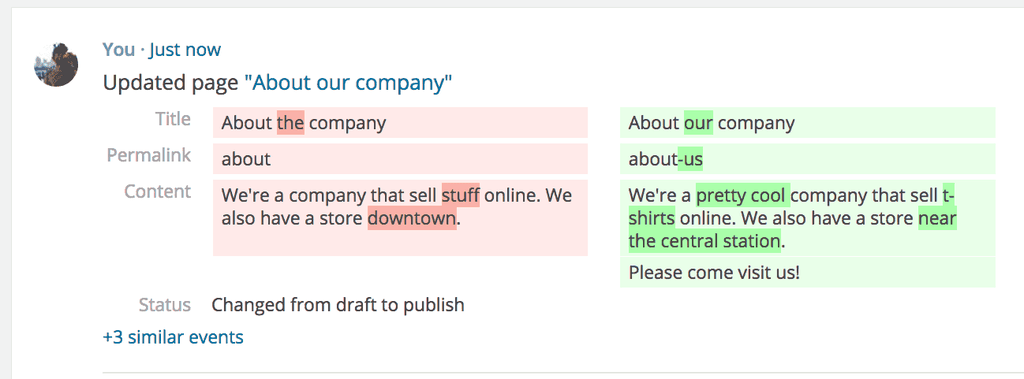 You · Just now
Updated page "About our company"
Title About the company About our company
Permalink about about-us
Content We're a company that sell stuff online. We We're a pretty cool company that sell t-
also have a store downtown. shirts online. We also have a store near
the central station.
Please come visit us!
Status Changed from draft to publish
+3 similar events